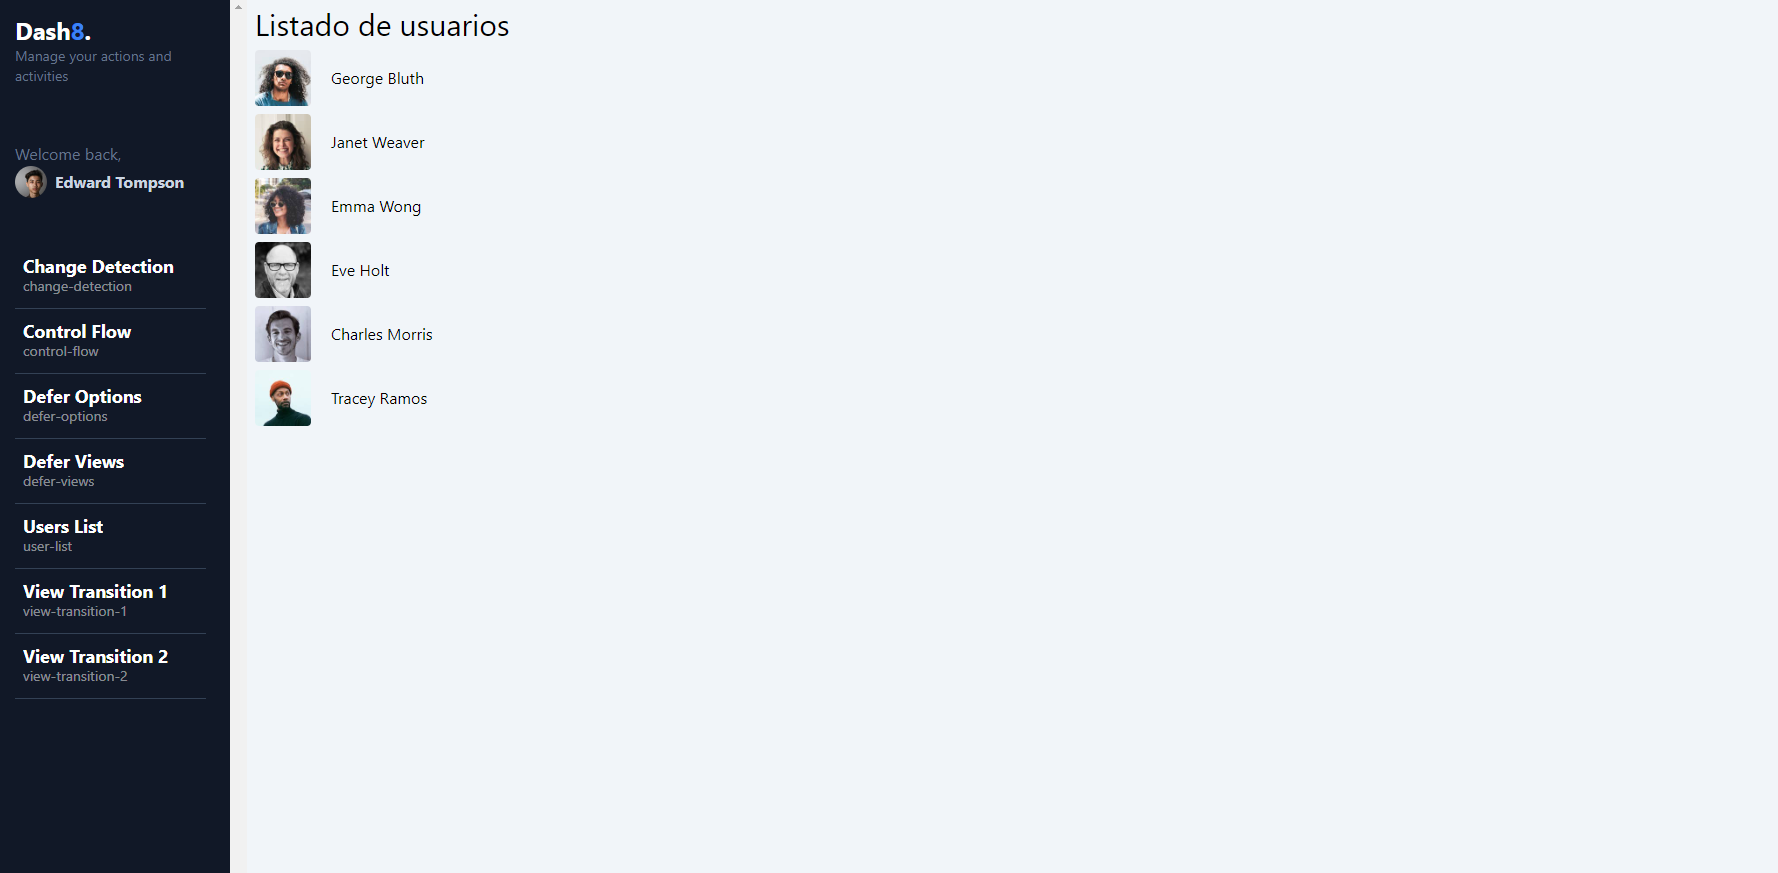 Dash8.
Manage your actions and
activities
Welcome back,
Edward Tompson
Change Detection
change-detection
Control Flow
control-flow
Defer Options
defer-options
Defer Views
defer-views
Users List
user-list
View Transition 1
view-transition-1
View Transition 2
view-transition-2
Listado de usuarios
George Bluth
Janet Weaver
Emma Wong
Eve Holt
Charles Morris
Tracey Ramos